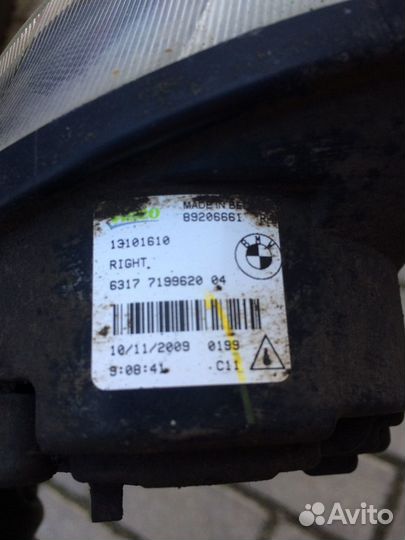 Valeo
MADE IN BE
89206661
13101610
BMW
RIGHT.
6317 7199620 04
10/11/2009 0199
9:08:41 C11
Avito